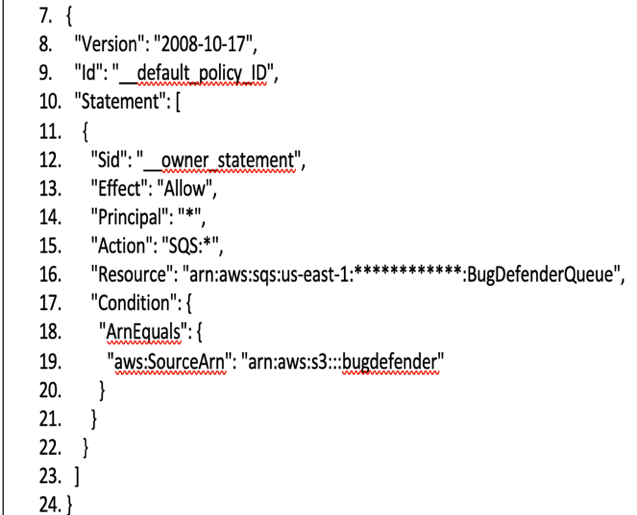 7. {
8. "Version": "2008-10-17",
9. "Id": "__default_policy_ID",
10. "Statement": [
11. {
12. "Sid": "__owner_statement",
13. "Effect": "Allow",
14. "Principal": "*",
15. "Action": "SQS:*",
16. "Resource": "arn:aws:sqs:us-east-1:************:BugDefenderQueue",
17. "Condition": {
18. "ArnEquals": {
19. "aws:SourceArn": "arn:aws:s3:::bugdefender"
20. }
21. }
22. }
23. ]
24. }